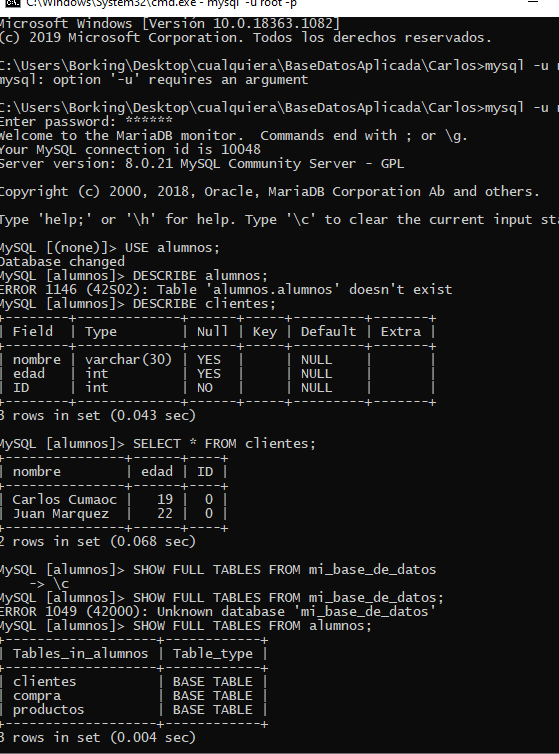 C:\Windows\System32\cmd.exe - mysql -u root -p
Microsoft Windows [Versión 10.0.18363.1082]
(c) 2019 Microsoft Corporation. Todos los derechos reservados.
C:\Users\Borking\Desktop\cualquiera\BaseDatosAplicada\Carlos>mysql -u
mysql: option '-u' requires an argument
C:\Users\Borking\Desktop\cualquiera\BaseDatosAplicada\Carlos>mysql -u
Enter password: ******
Welcome to the MariaDB monitor.  Commands end with ; or \g.
Your MySQL connection id is 10048
Server version: 8.0.21 MySQL Community Server - GPL
Copyright (c) 2000, 2018, Oracle, MariaDB Corporation Ab and others.
Type 'help;' or '\h' for help. Type '\c' to clear the current input sta
MySQL [(none)]> USE alumnos;
Database changed
MySQL [alumnos]> DESCRIBE alumnos;
ERROR 1146 (42S02): Table 'alumnos.alumnos' doesn't exist
MySQL [alumnos]> DESCRIBE clientes;
+--------+-------------+------+-----+---------+-------+
| Field  | Type        | Null | Key | Default | Extra |
+--------+-------------+------+-----+---------+-------+
| nombre | varchar(30) | YES  |     | NULL    |       |
| edad   | int         | YES  |     | NULL    |       |
| ID     | int         | NO   |     | NULL    |       |
+--------+-------------+------+-----+---------+-------+
3 rows in set (0.043 sec)
MySQL [alumnos]> SELECT * FROM clientes;
+---------------+------+----+
| nombre        | edad | ID |
+---------------+------+----+
| Carlos Cumaoc |   19 |  0 |
| Juan Marquez  |   22 |  0 |
+---------------+------+----+
2 rows in set (0.068 sec)
MySQL [alumnos]> SHOW FULL TABLES FROM mi_base_de_datos
    -> \c
MySQL [alumnos]> SHOW FULL TABLES FROM mi_base_de_datos;
ERROR 1049 (42000): Unknown database 'mi_base_de_datos'
MySQL [alumnos]> SHOW FULL TABLES FROM alumnos;
+-------------------+------------+
| Tables_in_alumnos | Table_type |
+-------------------+------------+
| clientes          | BASE TABLE |
| compra            | BASE TABLE |
| productos         | BASE TABLE |
+-------------------+------------+
3 rows in set (0.004 sec)